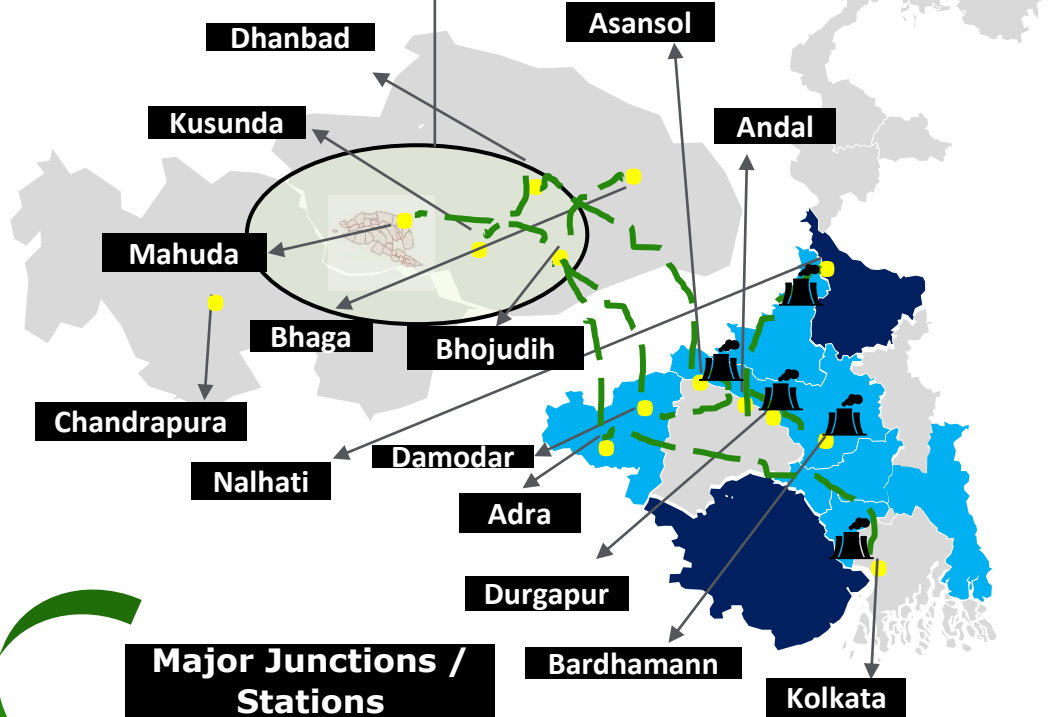 Asansol
Dhanbad
Kusunda
Andal
Mahuda
Bhaga
Bhojudih
Chandrapura
Damodar
Nalhati
Adra
Durgapur
Bardhamann
Kolkata
Major Junctions /
Stations